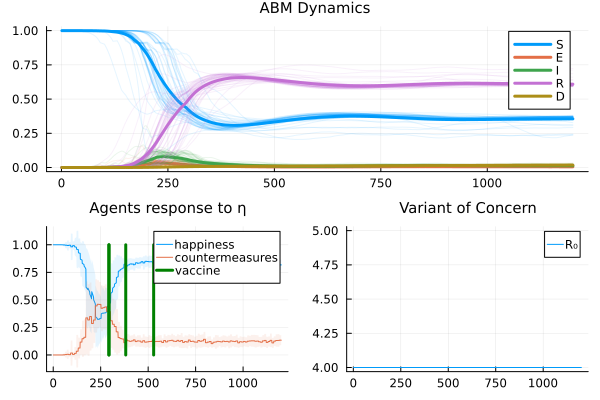 ABM Dynamics
1.00
0.75
0.50
0.25
0.00
S
E
I
R
D
0
250
500
750
1000
Agents response to η
1.00
0.75
0.50
0.25
0.00
happiness
countermeasures
vaccine
0
250
500
750
1000
Variant of Concern
5.00
4.75
4.50
4.25
4.00
R₀
0
250
500
750
1000